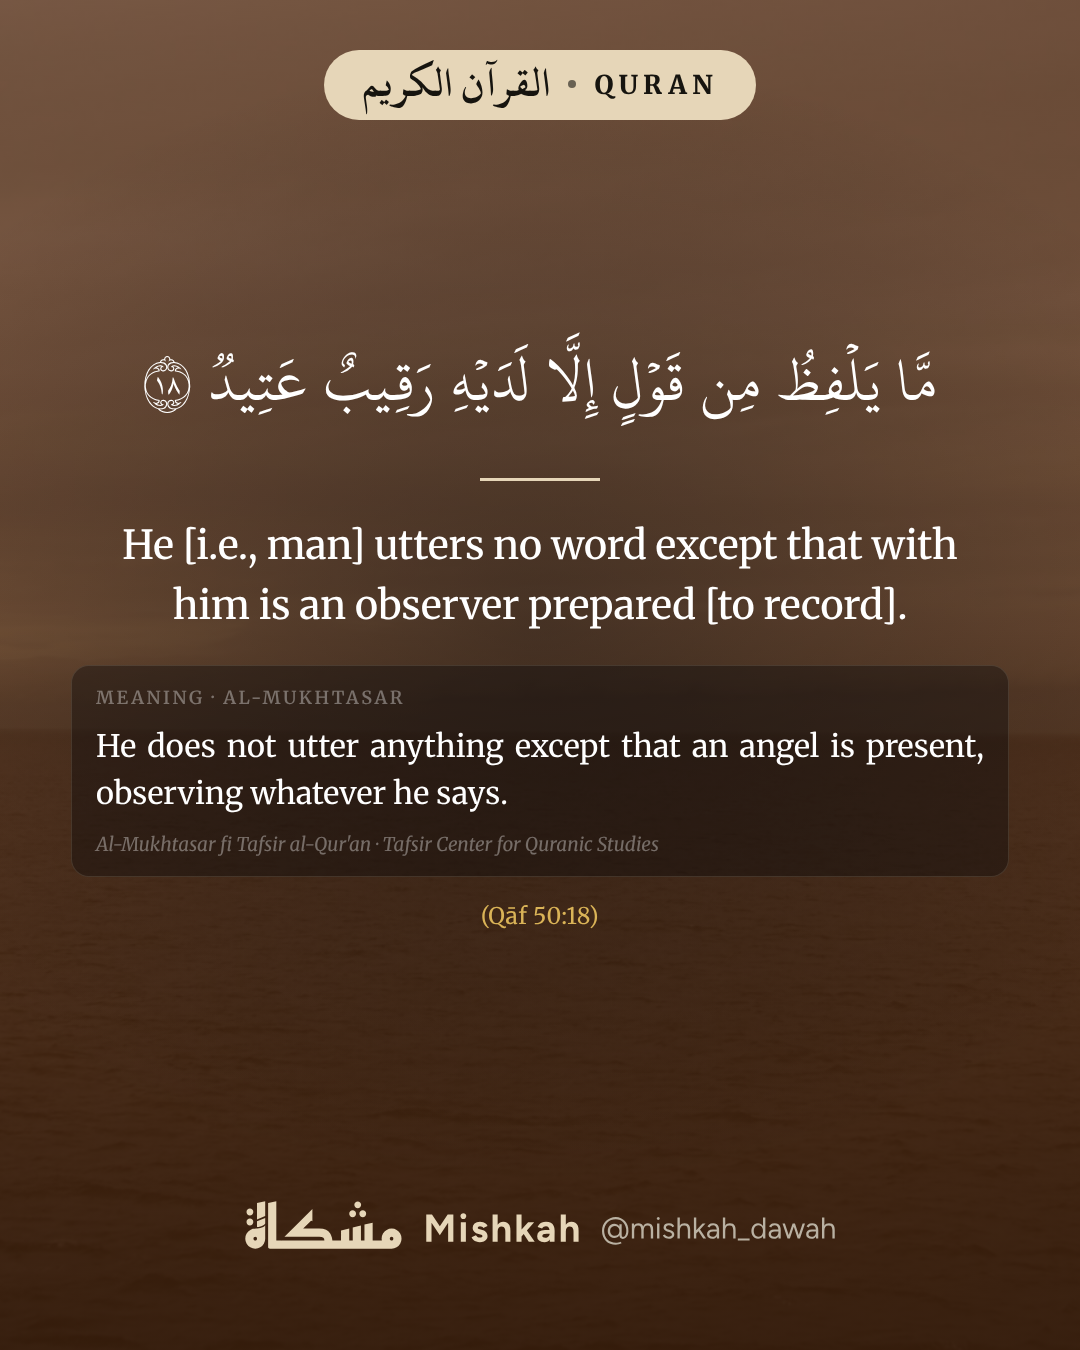 القرآن الكريم • QURAN
مَّا يَلۡفِظُ مِن قَوۡلٍ إِلَّا لَدَيۡهِ رَقِيبٌ عَتِيدٞ ١٨
He [i.e., man] utters no word except that with
him is an observer prepared [to record].
MEANING · AL-MUKHTASAR
He does not utter anything except that an angel is present,
observing whatever he says.
Al-Mukhtasar fi Tafsir al-Qur'an · Tafsir Center for Quranic Studies
(Qāf 50:18)
مشكاة Mishkah @mishkah_dawah